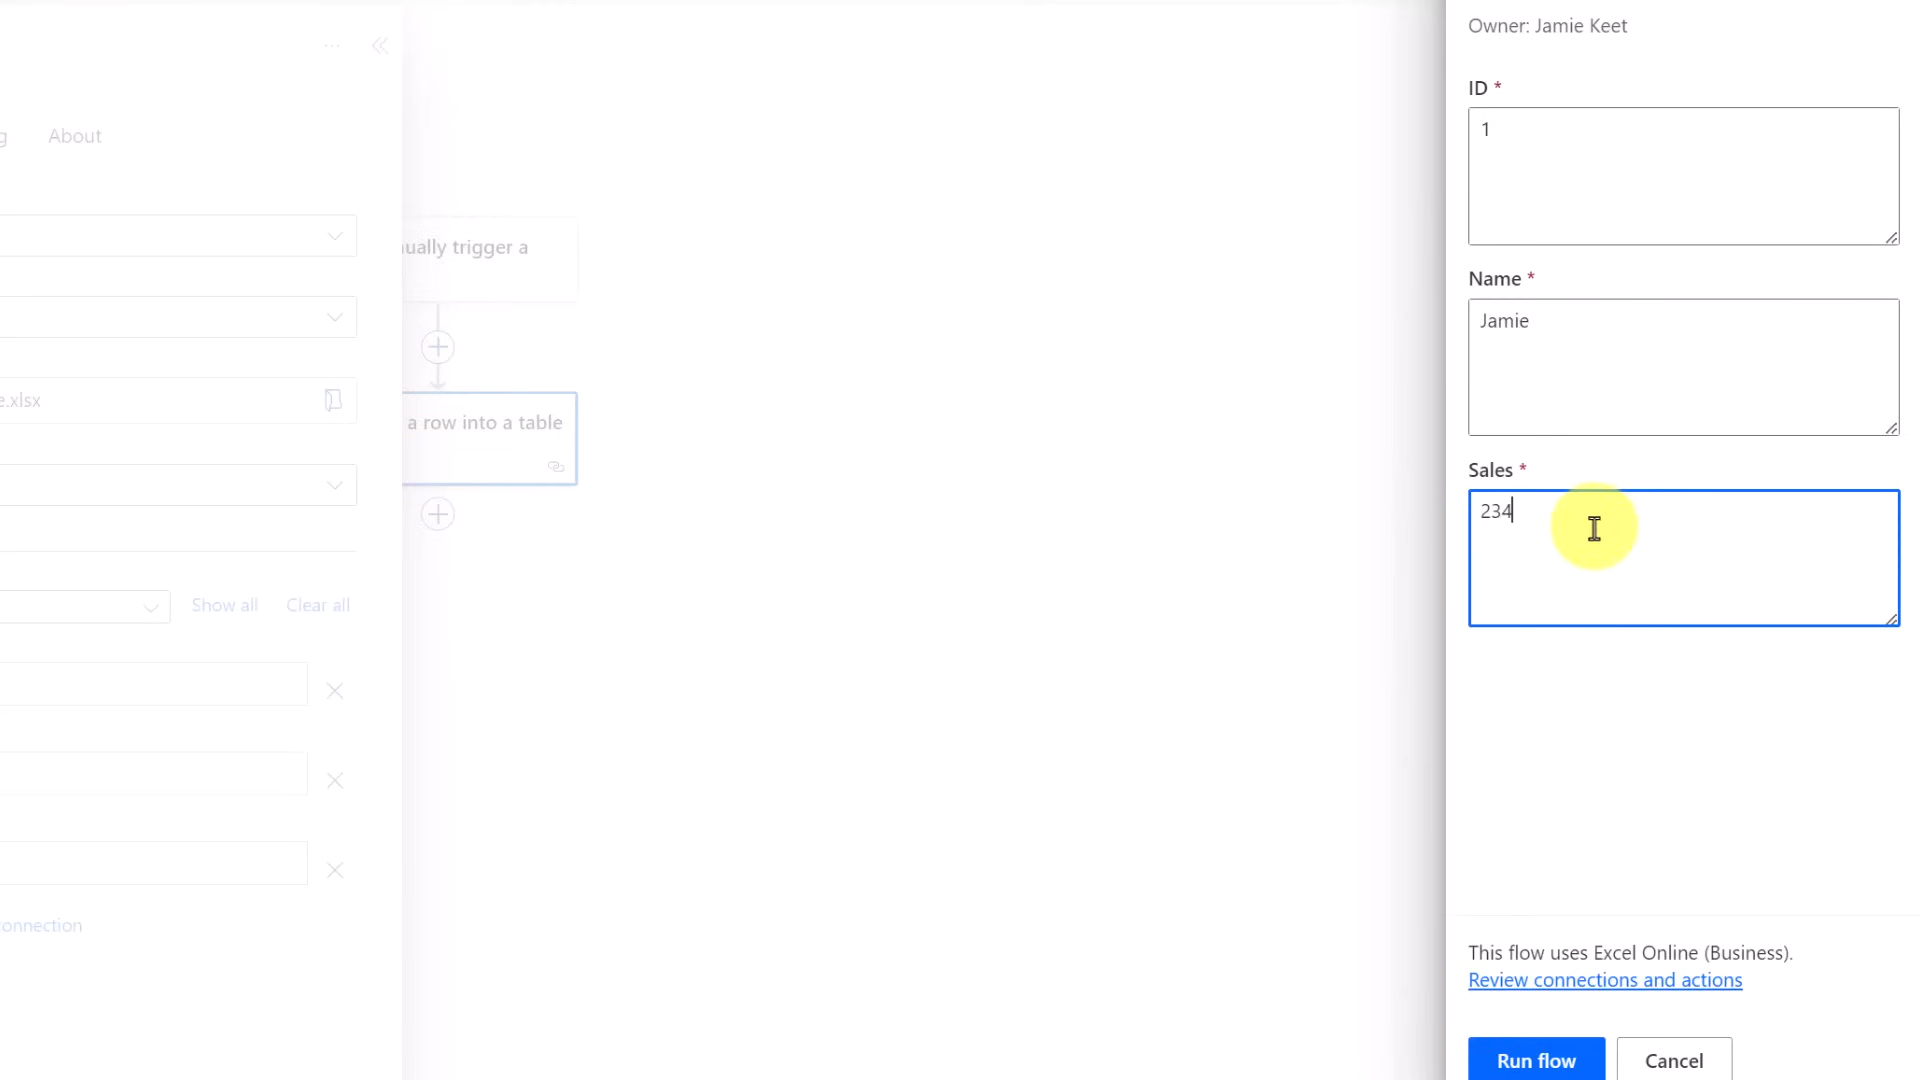 About
ually trigger a
e.xlsx
a row into a table
Show all
Clear all
onnection
Owner: Jamie Keet
ID *
1
Name *
Jamie
Sales *
234
This flow uses Excel Online (Business).
Review connections and actions
Run flow
Cancel